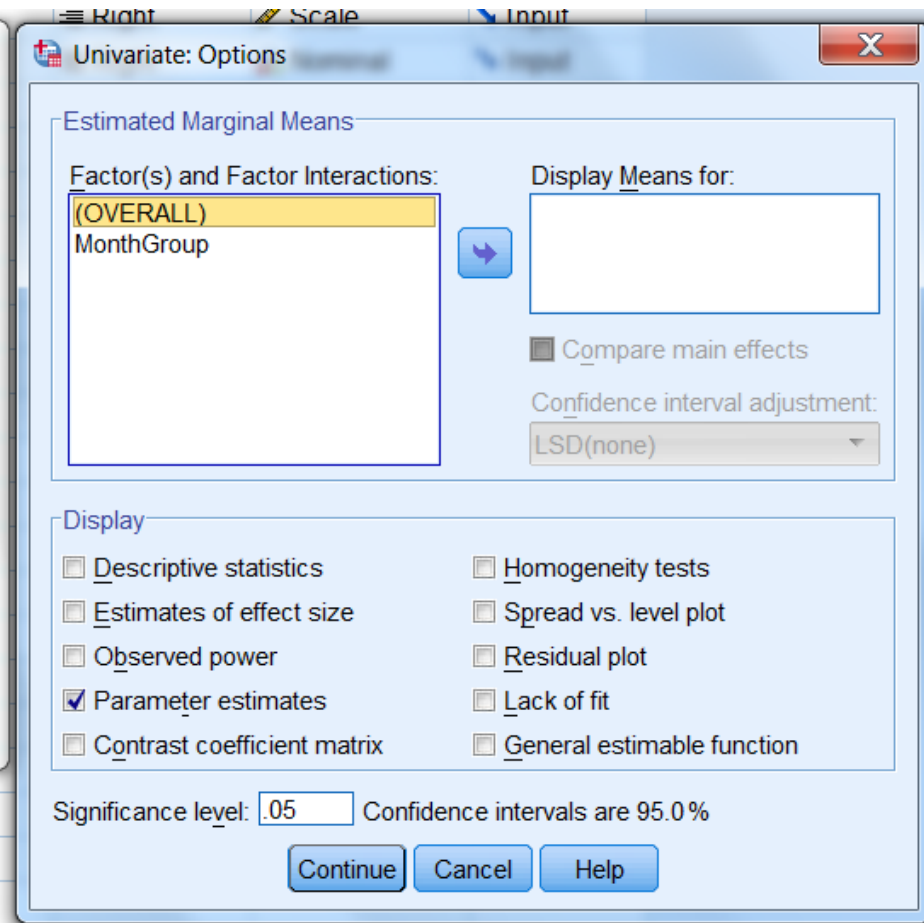 Right Scale Input
Univariate: Options
Nominal Input
Estimated Marginal Means
Factor(s) and Factor Interactions:
(OVERALL)
MonthGroup
Display Means for:
Compare main effects
Confidence interval adjustment:
LSD(none)
Display
Descriptive statistics
Estimates of effect size
Observed power
Parameter estimates
Contrast coefficient matrix
Homogeneity tests
Spread vs. level plot
Residual plot
Lack of fit
General estimable function
Significance level: .05 Confidence intervals are 95.0 %
Continue Cancel Help